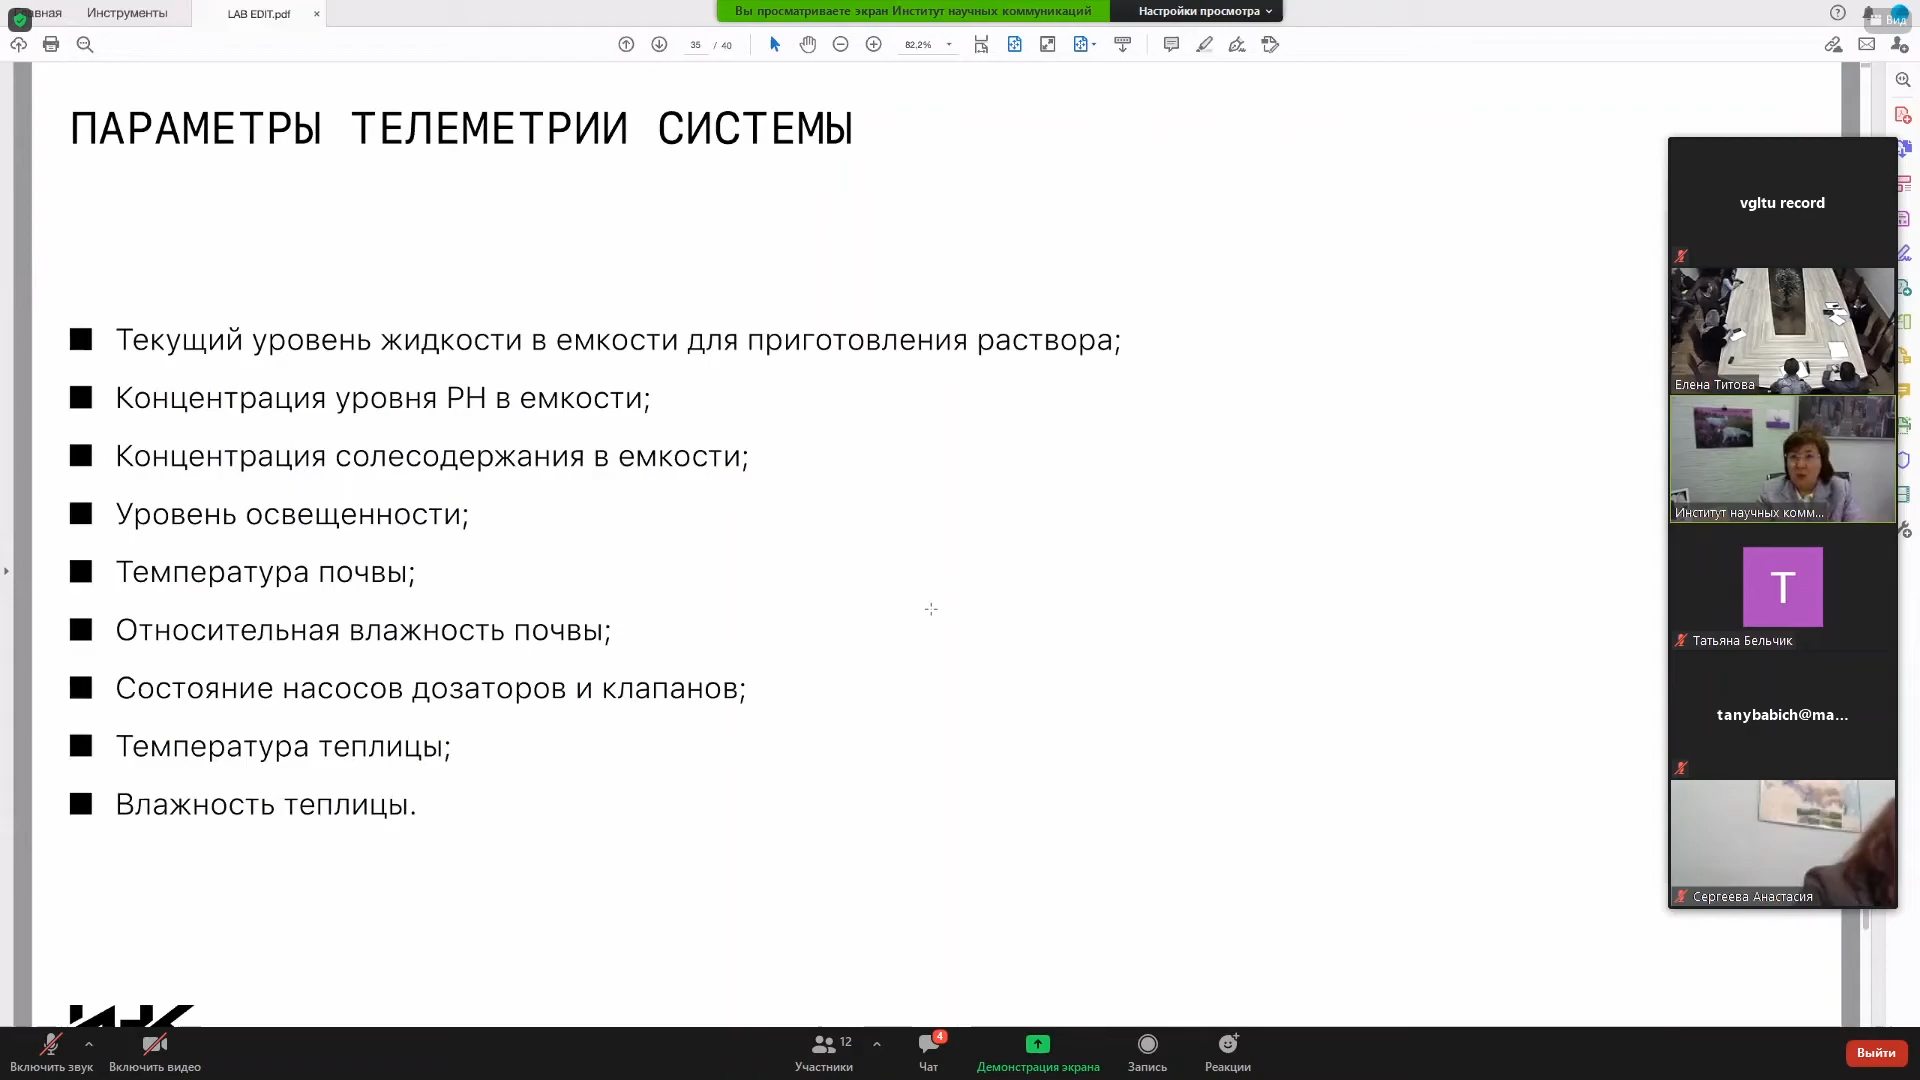 Главная
Инструменты
LAB EDIT.pdf
×
Вы просматриваете экран Институт научных коммуникаций
Настройки просмотра
Вид
35 / 40
82,2%
ПАРАМЕТРЫ ТЕЛЕМЕТРИИ СИСТЕМЫ
Текущий уровень жидкости в емкости для приготовления раствора;
Концентрация уровня PH в емкости;
Концентрация солесодержания в емкости;
Уровень освещенности;
Температура почвы;
Относительная влажность почвы;
Состояние насосов дозаторов и клапанов;
Температура теплицы;
Влажность теплицы.
vgltu record
Елена Титова
Институт научных комм...
Т
Татьяна Бельчик
tanybabich@ma...
Сергеева Анастасия
Включить звук
Включить видео
12
Участники
4
Чат
Демонстрация экрана
Запись
Реакции
Выйти